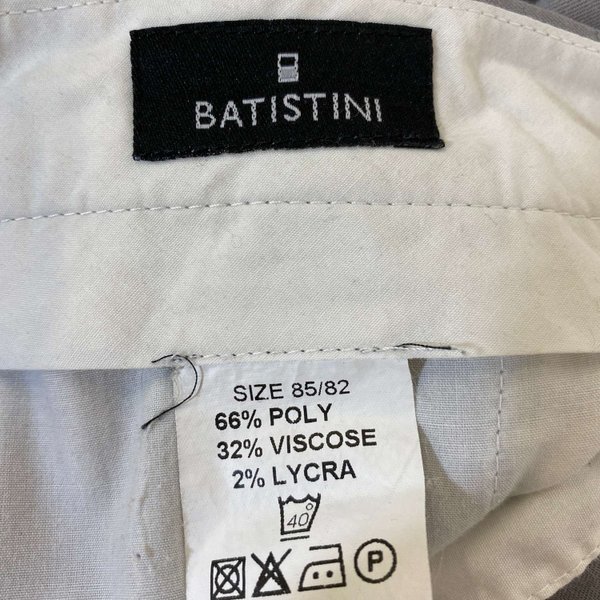 BATISTINI
SIZE 85/82
66% POLY
32% VISCOSE
2% LYCRA
40°
P